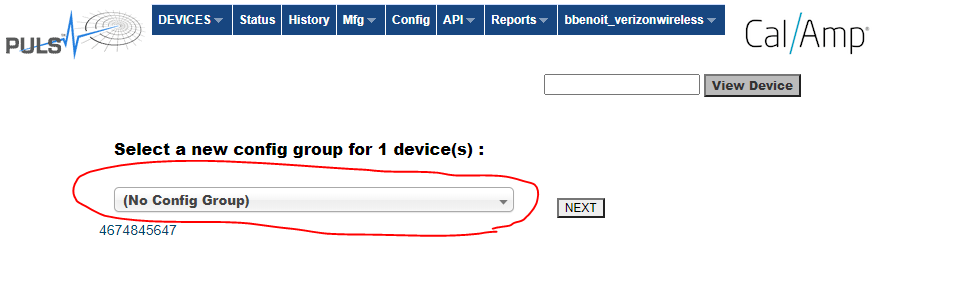 PULS
DEVICES Status History Mfg Config API Reports bbenoit_verizonwireless
Cal/Amp
View Device
Select a new config group for 1 device(s) :
(No Config Group)
NEXT
4674845647